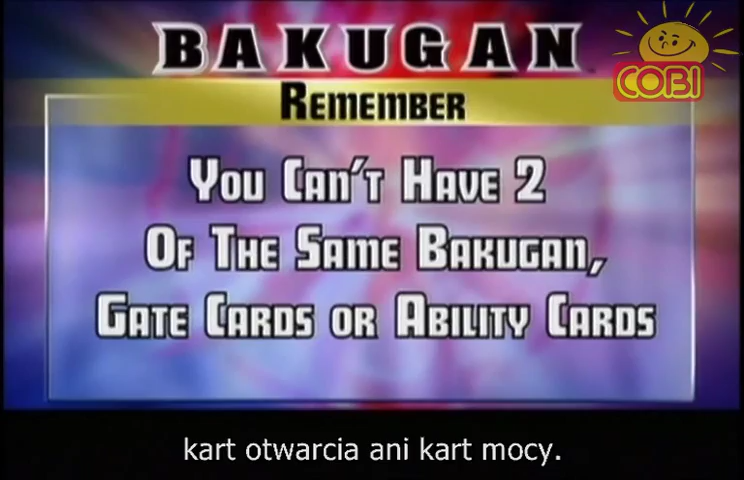 BAKUGAN
COBI
REMEMBER
YOU CAN'T HAVE 2
OF THE SAME BAKUGAN,
GATE CARDS OR ABILITY CARDS
kart otwarcia ani kart mocy.